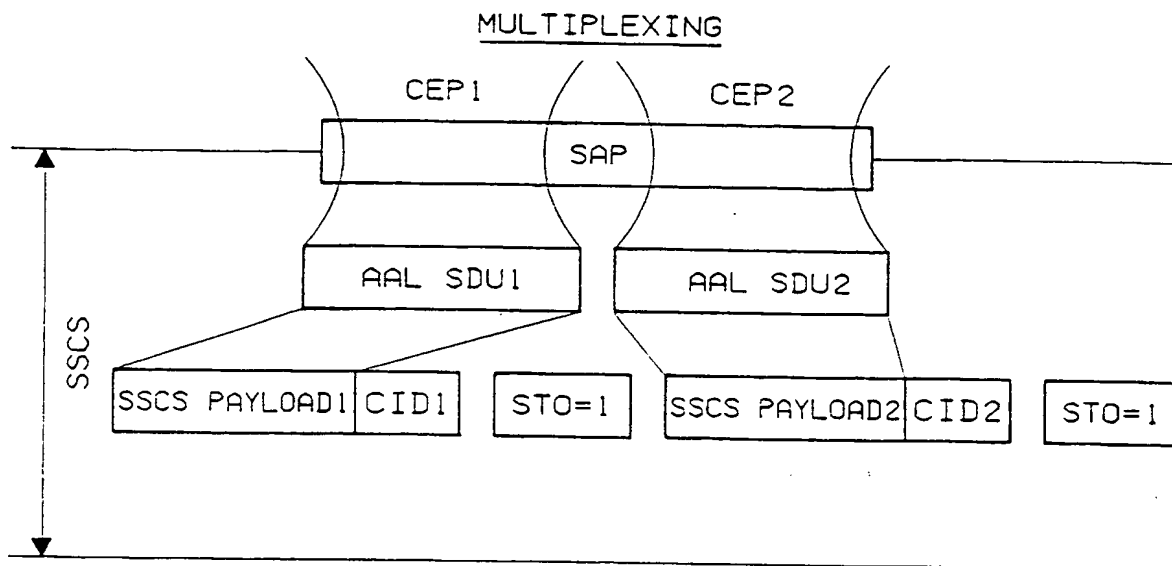 MULTIPLEXING
CEP1 CEP2
SAP
AAL SDU1 AAL SDU2
SSCS
SSCS PAYLOAD1 CID1 STO=1 SSCS PAYLOAD2 CID2 STO=1